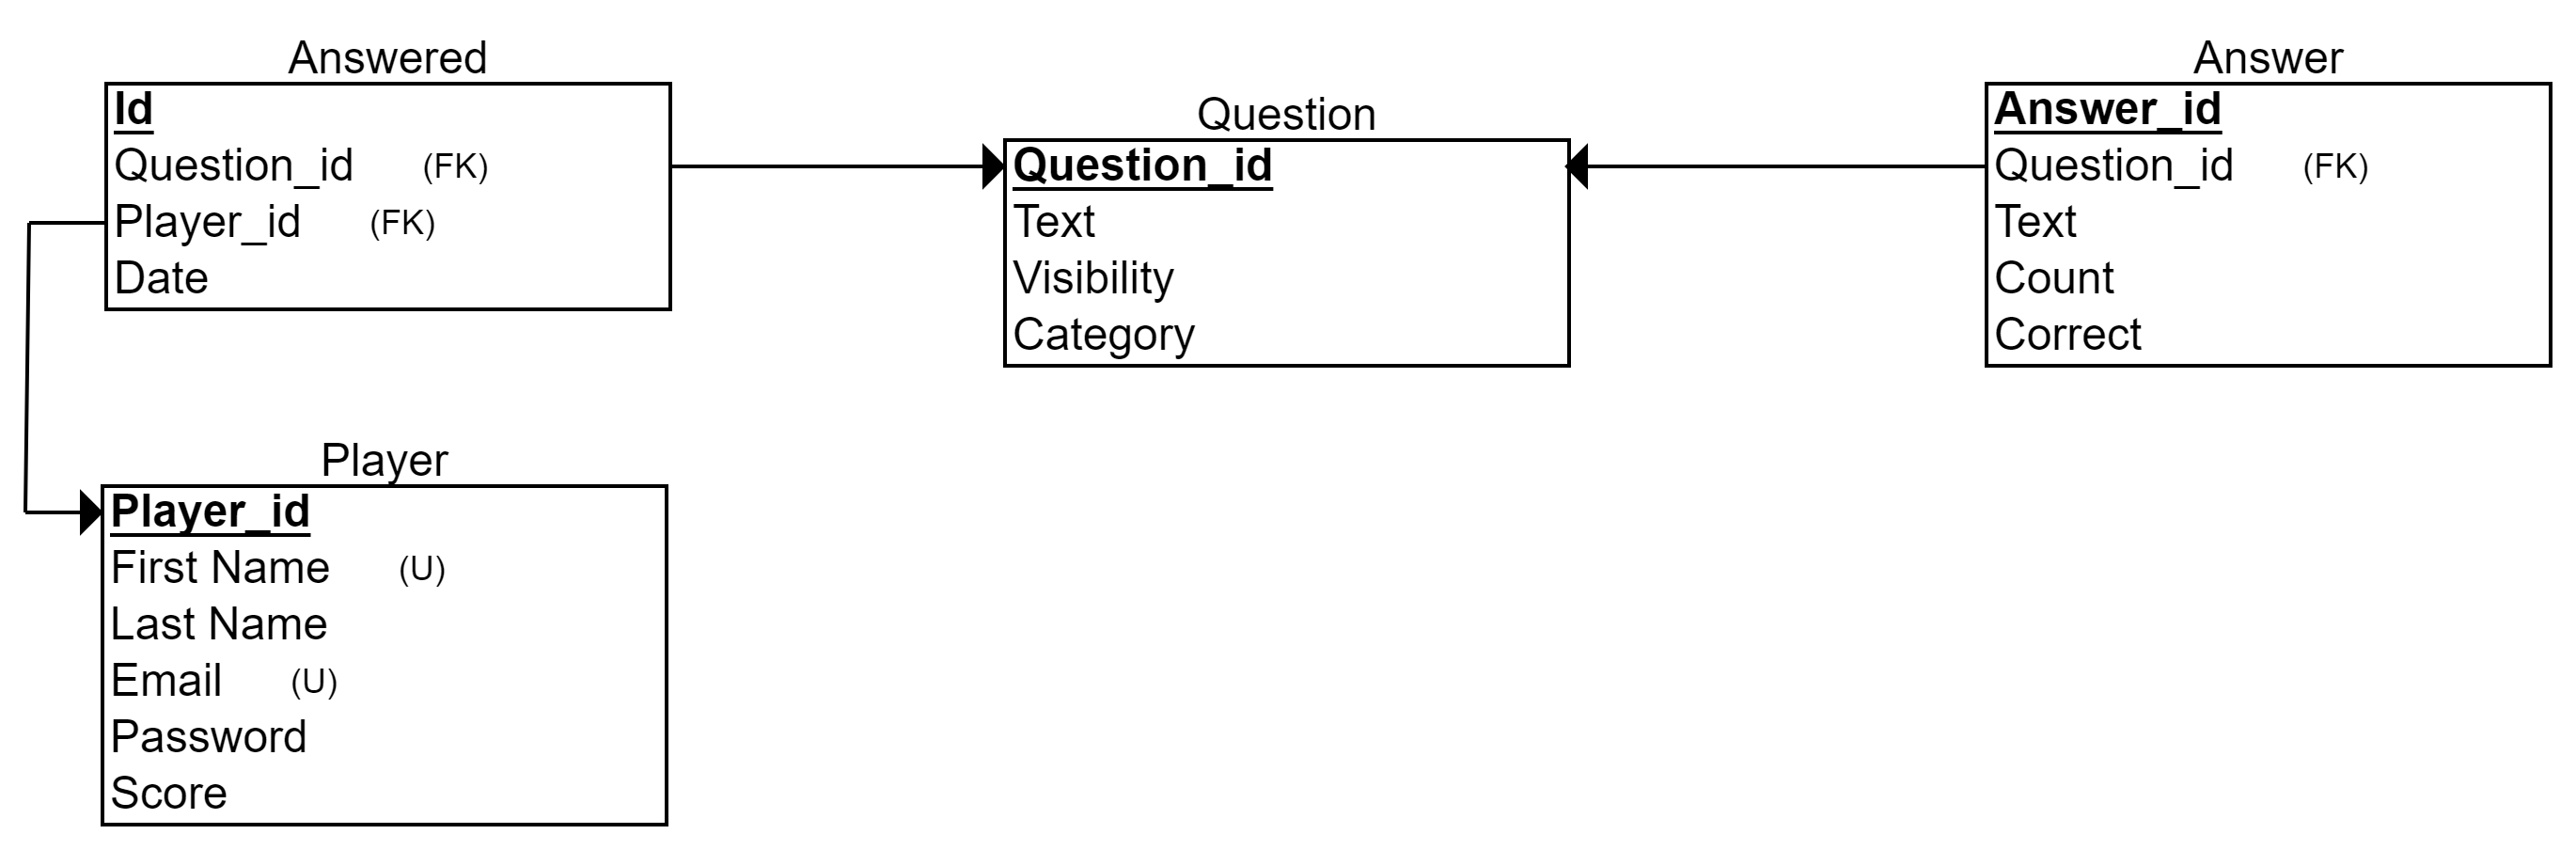 Answered
Id
Question_id (FK)
Player_id (FK)
Date
Question
Question_id
Text
Visibility
Category
Answer
Answer_id
Question_id (FK)
Text
Count
Correct
Player
Player_id
First Name (U)
Last Name
Email (U)
Password
Score